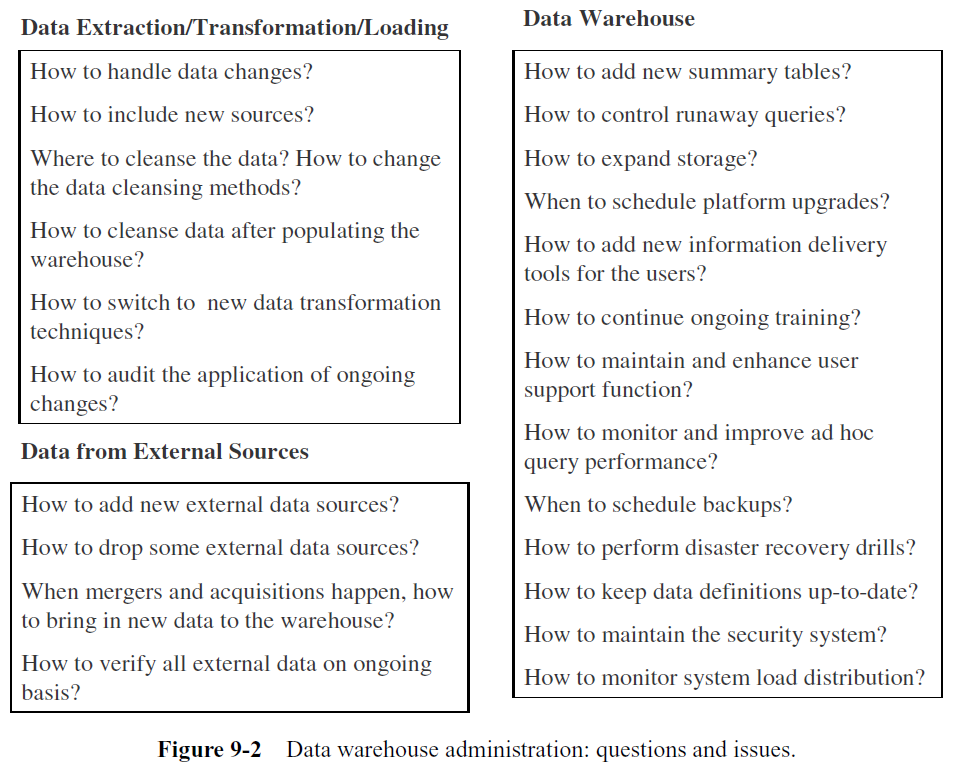 Data Extraction/Transformation/Loading
How to handle data changes?
How to include new sources?
Where to cleanse the data? How to change
the data cleansing methods?
How to cleanse data after populating the
warehouse?
How to switch to new data transformation
techniques?
How to audit the application of ongoing
changes?
Data from External Sources
How to add new external data sources?
How to drop some external data sources?
When mergers and acquisitions happen, how
to bring in new data to the warehouse?
How to verify all external data on ongoing
basis?
Data Warehouse
How to add new summary tables?
How to control runaway queries?
How to expand storage?
When to schedule platform upgrades?
How to add new information delivery
tools for the users?
How to continue ongoing training?
How to maintain and enhance user
support function?
How to monitor and improve ad hoc
query performance?
When to schedule backups?
How to perform disaster recovery drills?
How to keep data definitions up-to-date?
How to maintain the security system?
How to monitor system load distribution?
Figure 9-2 Data warehouse administration: questions and issues.